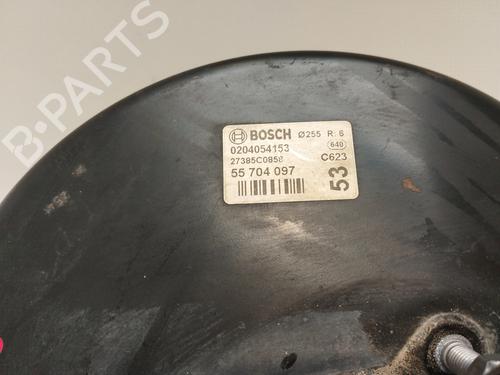 BOSCH Ø255 R:6
0204054153 640
27385C0858 C623
55 704 097 53
B-PARTS